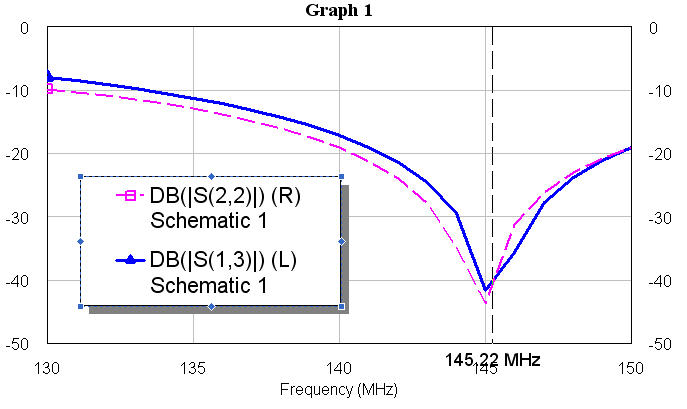 Graph 1
0 0
-10 -10
-20 -20
-30 -30
-40 -40
-50 -50
DB(|S(2,2)|) (R)
Schematic 1
DB(|S(1,3)|) (L)
Schematic 1
145.22 MHz
130 135 140 145 150
Frequency (MHz)